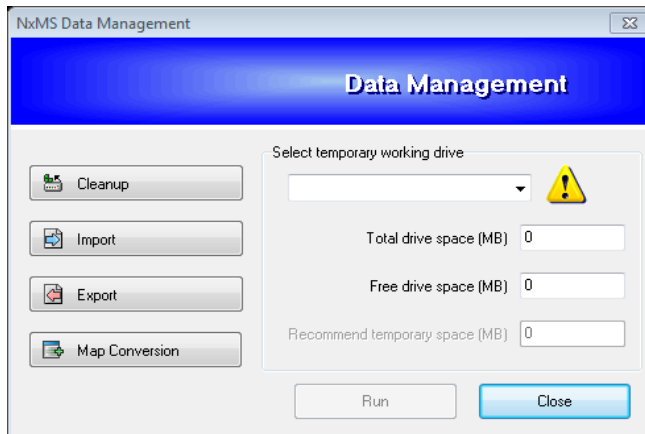 NxMS Data Management
Data Management
Select temporary working drive
Cleanup
Total drive space (MB) 0
Import
Free drive space (MB) 0
Export
Recommend temporary space (MB) 0
Map Conversion
Run
Close